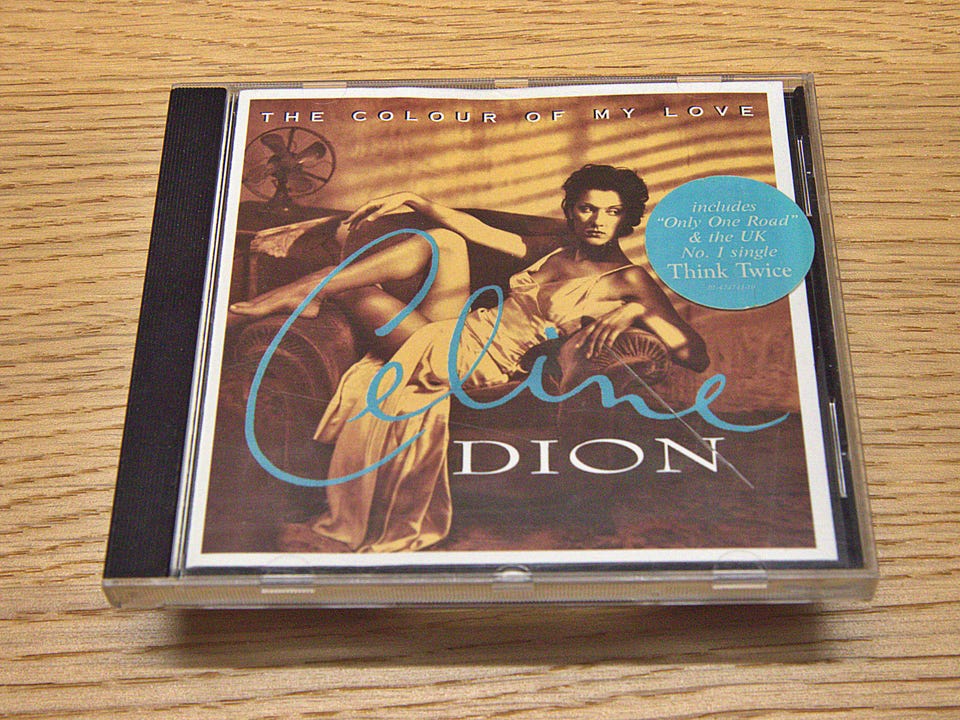 THE COLOUR OF MY LOVE
includes
"Only One Road"
& the UK
No. 1 single
Think Twice
Celine
DION